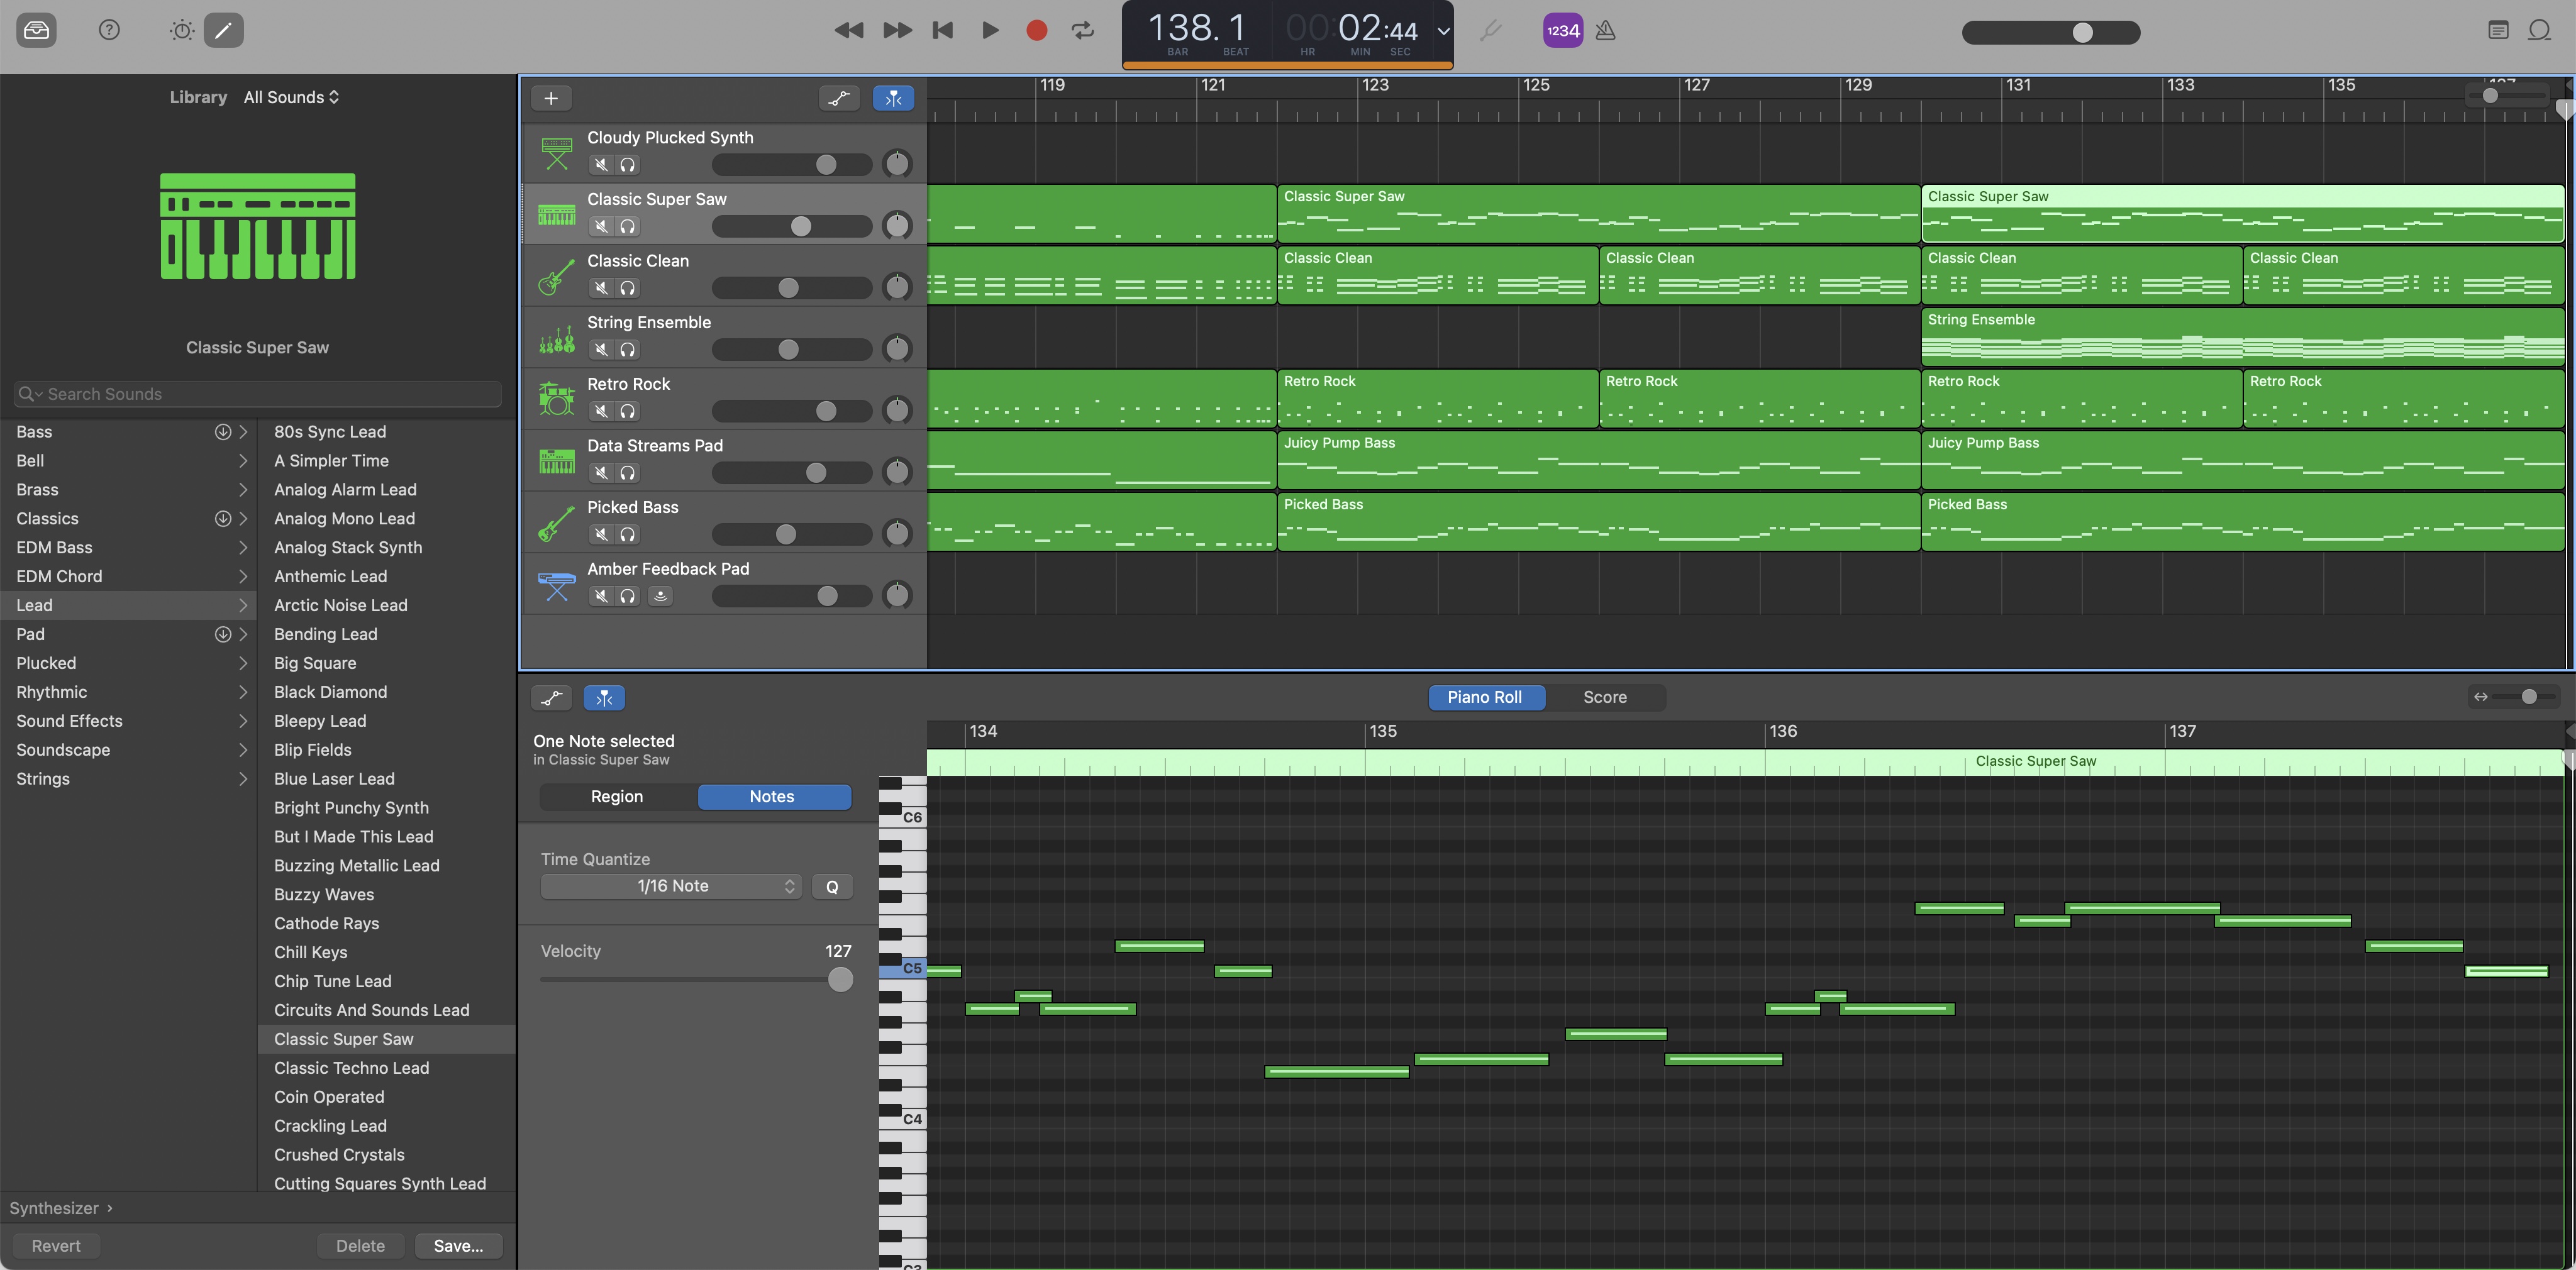 138. 1
00:02:44
BAR BEAT HR MIN SEC
1234
Library All Sounds
Classic Super Saw
Search Sounds
Bass
Bell
Brass
Classics
EDM Bass
EDM Chord
Lead
Pad
Plucked
Rhythmic
Sound Effects
Soundscape
Strings
80s Sync Lead
A Simpler Time
Analog Alarm Lead
Analog Mono Lead
Analog Stack Synth
Anthemic Lead
Arctic Noise Lead
Bending Lead
Big Square
Black Diamond
Bleepy Lead
Blip Fields
Blue Laser Lead
Bright Punchy Synth
But I Made This Lead
Buzzing Metallic Lead
Buzzy Waves
Cathode Rays
Chill Keys
Chip Tune Lead
Circuits And Sounds Lead
Classic Super Saw
Classic Techno Lead
Coin Operated
Crackling Lead
Crushed Crystals
Cutting Squares Synth Lead
Synthesizer ›
Revert Delete Save...
119 121 123 125 127 129 131 133 135 137
Cloudy Plucked Synth
Classic Super Saw
Classic Super Saw Classic Super Saw
Classic Clean
Classic Clean Classic Clean Classic Clean Classic Clean
String Ensemble
String Ensemble
Retro Rock
Retro Rock Retro Rock Retro Rock Retro Rock
Data Streams Pad
Juicy Pump Bass Juicy Pump Bass
Picked Bass
Picked Bass Picked Bass
Amber Feedback Pad
Piano Roll Score
134 135 136 137
One Note selected
in Classic Super Saw
Classic Super Saw
Region Notes
Time Quantize
1/16 Note Q
Velocity 127
C6
C5
C4
C3